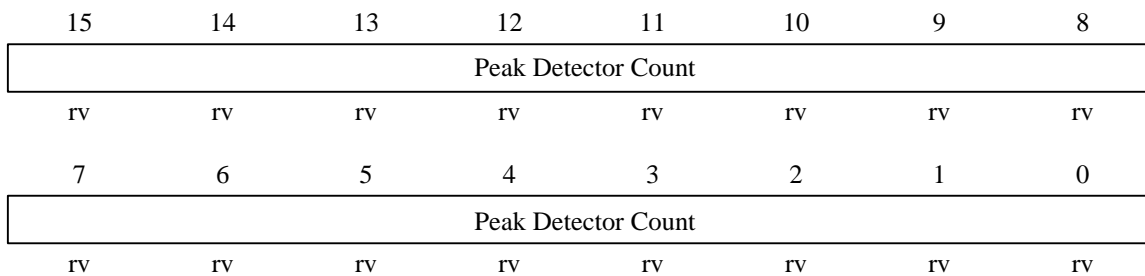 15 14 13 12 11 10 9 8
Peak Detector Count
rv rv rv rv rv rv rv rv
7 6 5 4 3 2 1 0
Peak Detector Count
rv rv rv rv rv rv rv rv